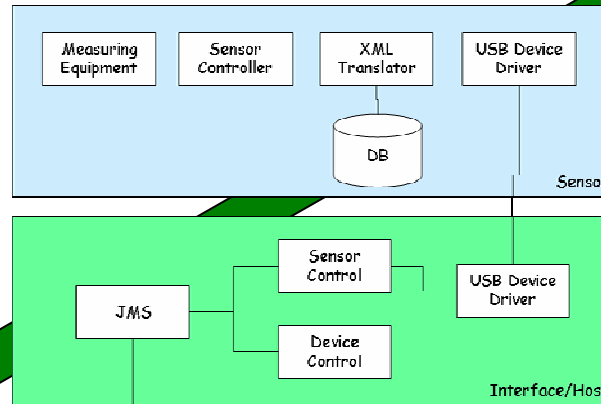 Measuring
Equipment
Sensor
Controller
XML
Translator
USB Device
Driver
DB
Senso
Sensor
Control
USB Device
Driver
JMS
Device
Control
Interface/Hos